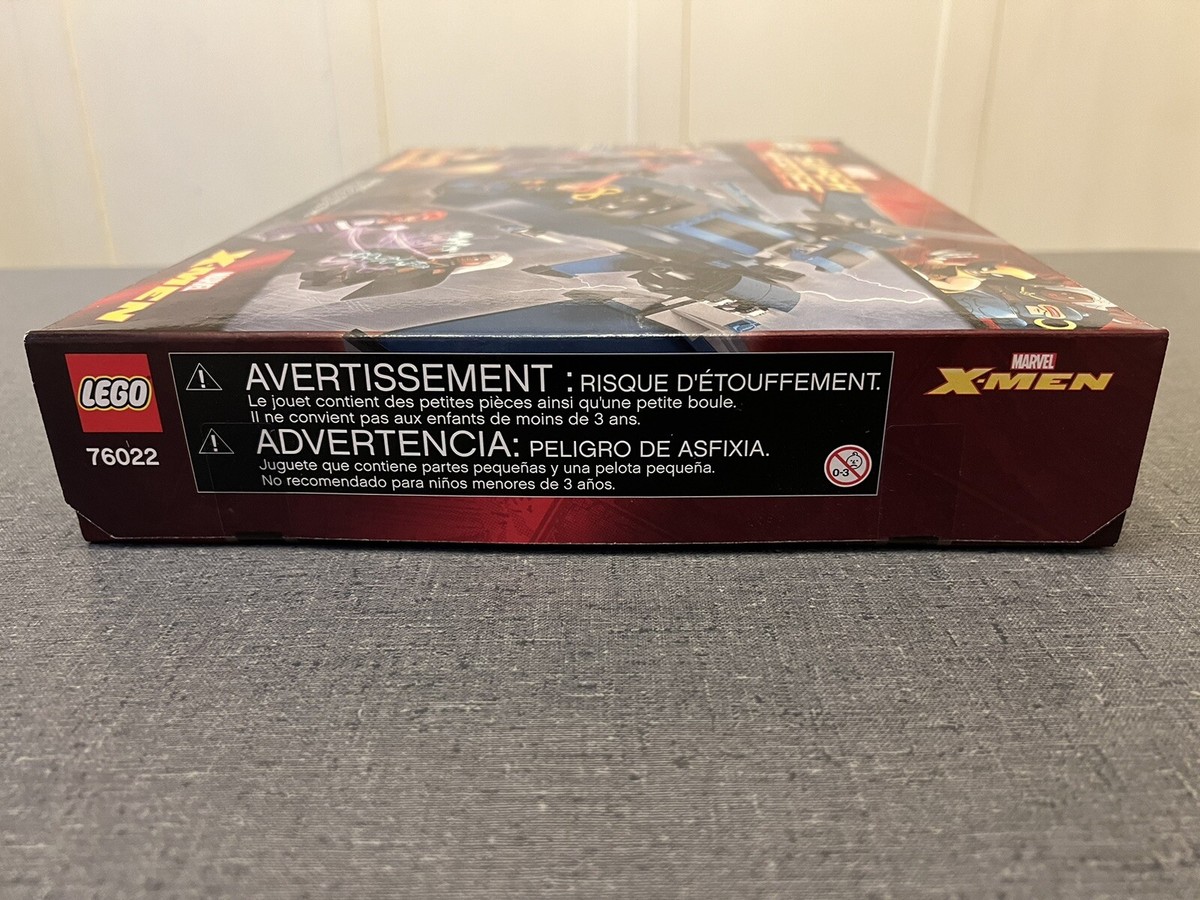 MARVEL
X-MEN
LEGO
76022
AVERTISSEMENT : RISQUE D'ÉTOUFFEMENT.
Le jouet contient des petites pièces ainsi qu'une petite boule.
Il ne convient pas aux enfants de moins de 3 ans.
ADVERTENCIA: PELIGRO DE ASFIXIA.
Juguete que contiene partes pequeñas y una pelota pequeña.
No recomendado para niños menores de 3 años.
0-3
MARVEL
X-MEN